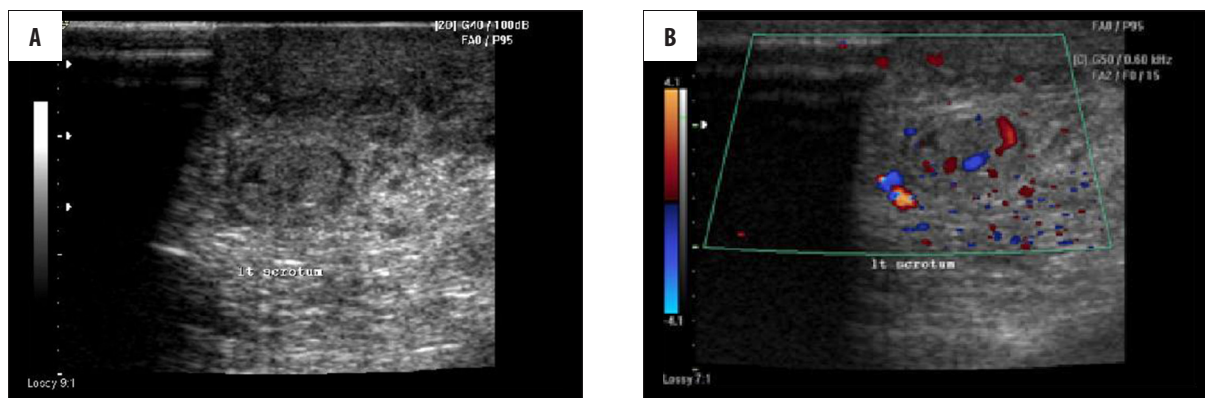 A
[2D] G40 / 100dB
FA0 / P95
lt scrotum
Lossy 9:1
B
FA0 / P95
[C] G50 / 0.60 kHz
FA2 / F0 / 15
4.1
-4.1
lt scrotum
Lossy 7:1